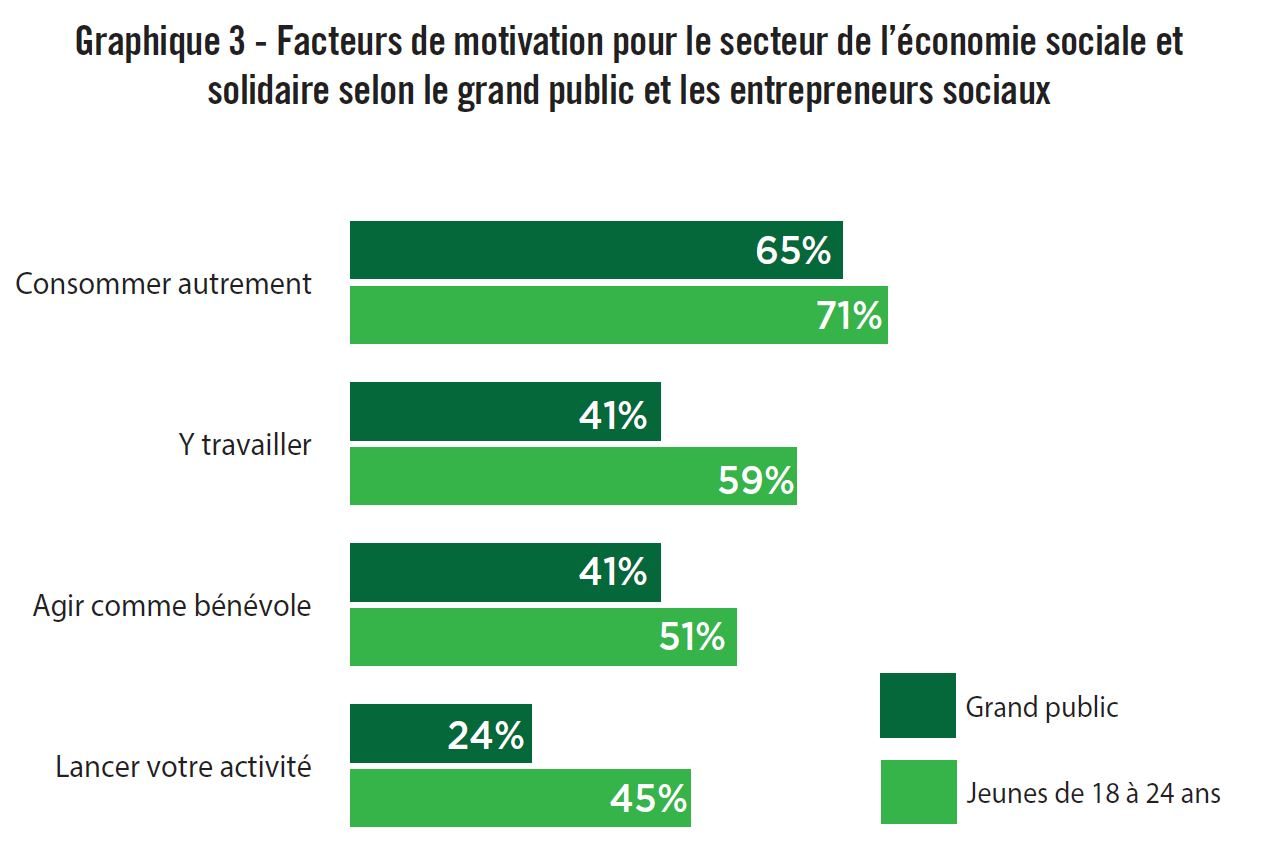 Graphique 3 - Facteurs de motivation pour le secteur de l’économie sociale et
solidaire selon le grand public et les entrepreneurs sociaux
Consommer autrement
65%
71%
Y travailler
41%
59%
Agir comme bénévole
41%
51%
Lancer votre activité
24%
45%
Grand public
Jeunes de 18 à 24 ans